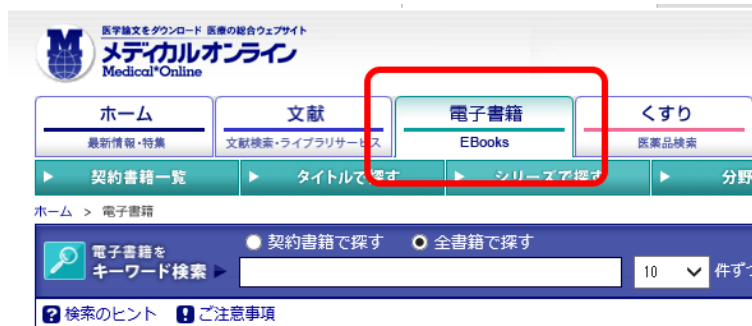 医学論文をダウンロード 医療の総合ウェブサイト
メディカルオンライン
Medical*Online
ホーム 文献 電子書籍 くすり
最新情報・特集 文献検索・ライブラリサービス EBooks 医薬品検索
契約書籍一覧 タイトルで探す シリーズで探す 分野
ホーム > 電子書籍
電子書籍を
キーワード検索
契約書籍で探す 全書籍で探す
10 件ずつ
検索のヒント ご注意事項